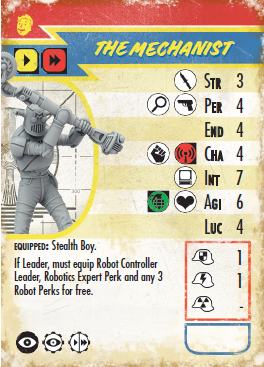 THE MECHANIST
STR 3
PER 4
END 4
CHA 4
INT 7
AGI 6
LUC 4
EQUIPPED: Stealth Boy.
If Leader, must equip Robot Controller
Leader, Robotics Expert Perk and any 3
Robot Perks for free.
1
1
-